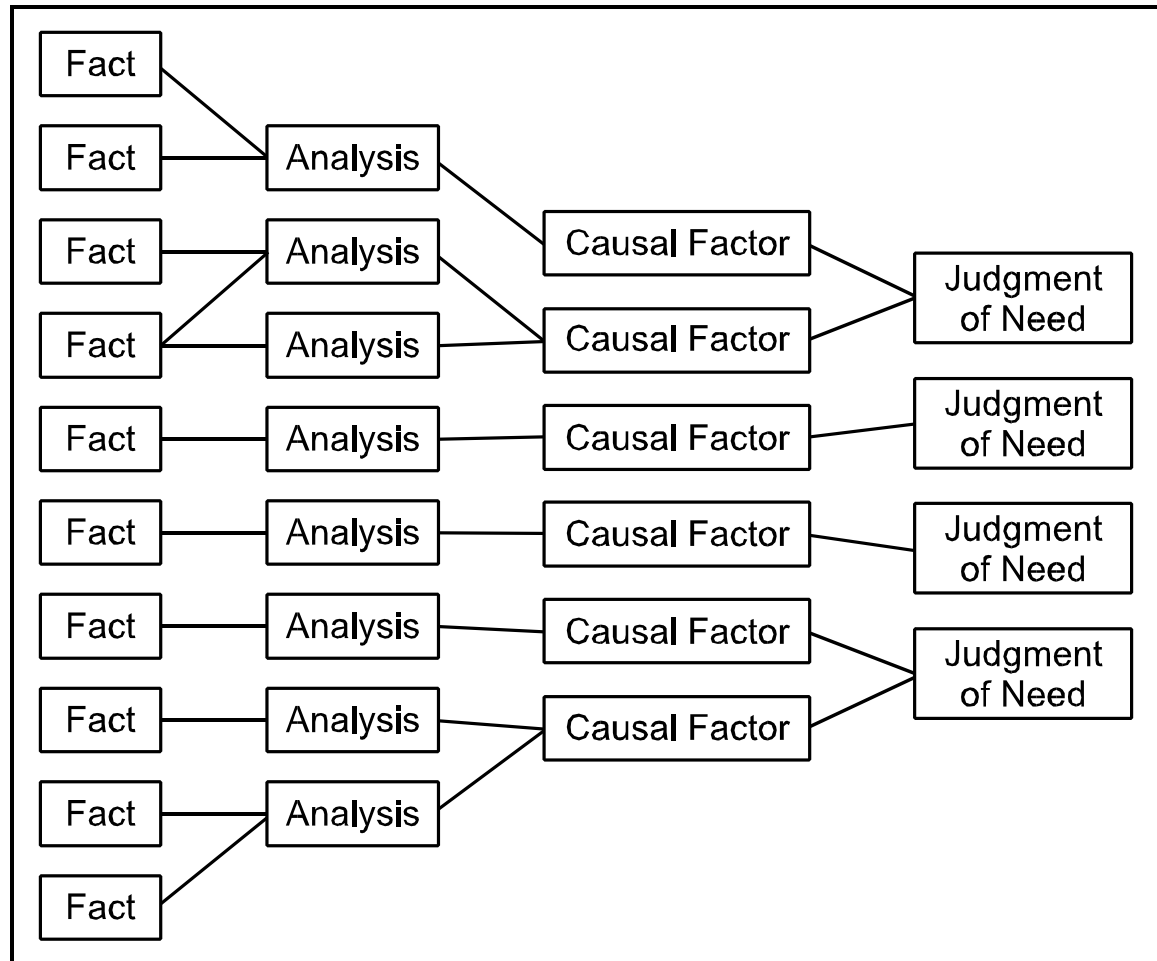 Fact
Fact
Analysis
Fact
Analysis
Causal Factor
Judgment
of Need
Fact
Analysis
Causal Factor
Fact
Analysis
Causal Factor
Judgment
of Need
Fact
Analysis
Causal Factor
Judgment
of Need
Fact
Analysis
Causal Factor
Judgment
of Need
Fact
Analysis
Causal Factor
Fact
Analysis
Fact